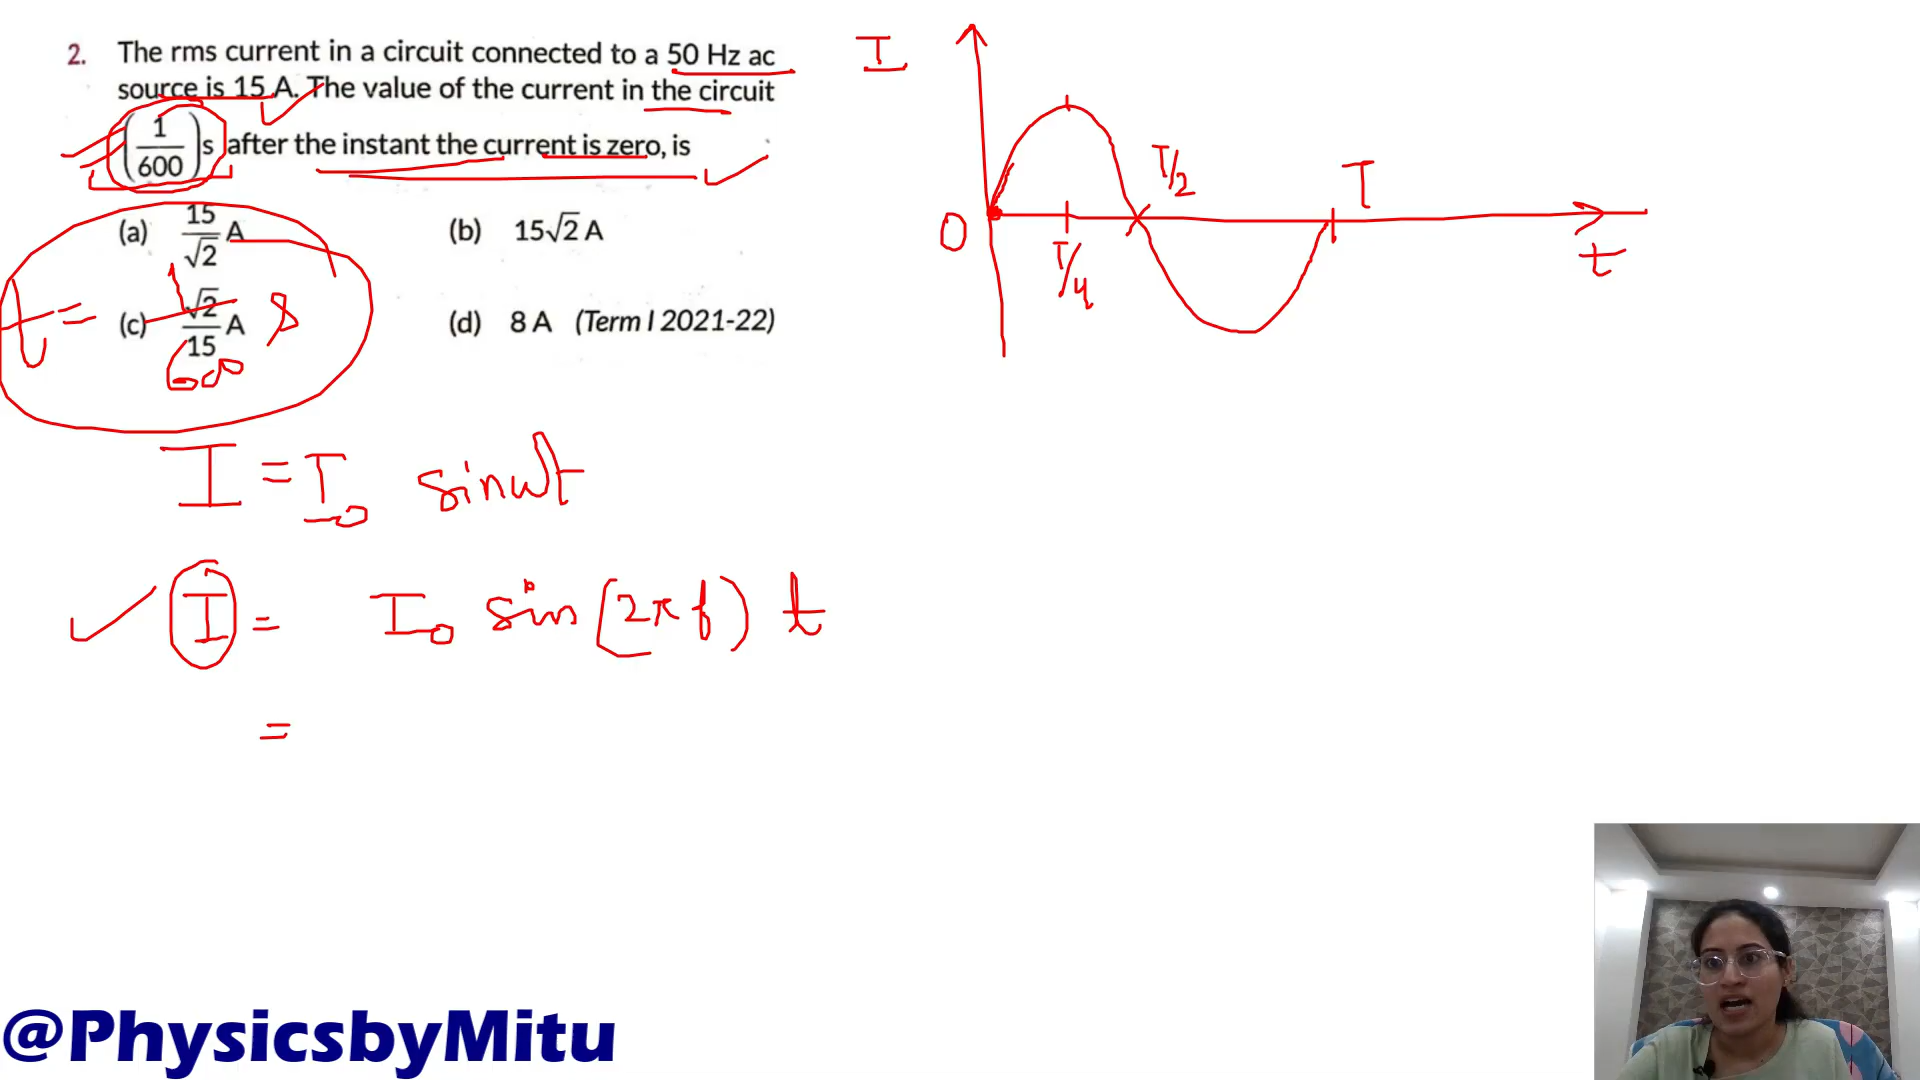 2. The rms current in a circuit connected to a 50 Hz ac
source is 15 A. The value of the current in the circuit
(1/600)s after the instant the current is zero, is
(a) 15/√2 A (b) 15√2 A
(c) √2/15 A (d) 8 A (Term I 2021-22)
t = 1/600 s
I = I₀ sinωt
I = I₀ sin (2πf) t
=
I
O
T/4
T/2
T
t
@PhysicsbyMitu